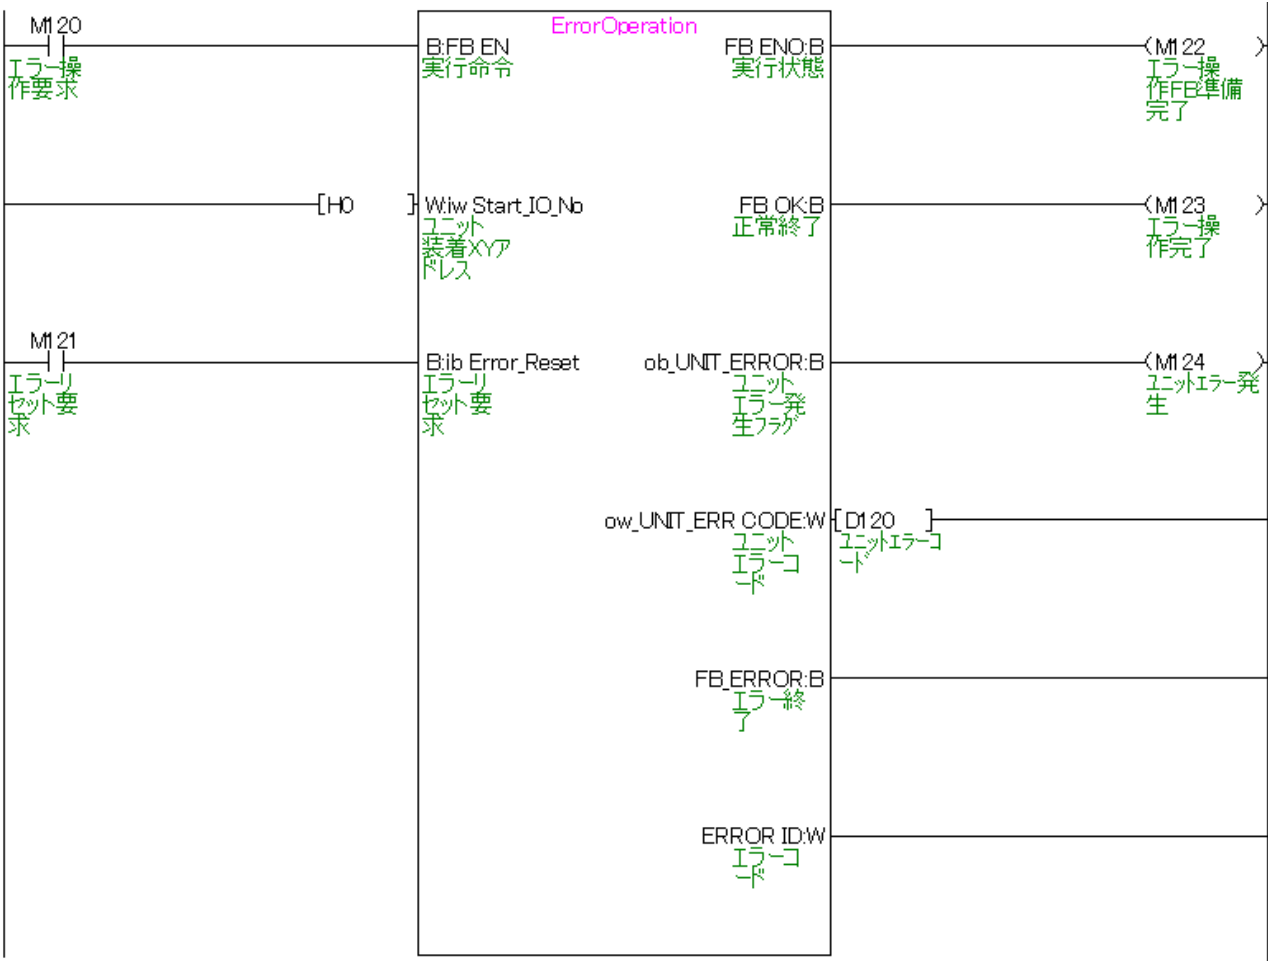 ErrorOperation
M120
B:FB EN
FB ENO:B
M122
エラー操
作要求
実行命令
実行状態
エラー操
作FB準備
完了
H0
W:iw Start_IO_No
FB OK:B
M123
ユニット
装着XYア
ドレス
正常終了
エラー操
作完了
M121
B:ib Error_Reset
ob_UNIT_ERROR:B
M124
エラーリ
セット要
求
エラーリ
セット要
求
ユニット
エラー発
生フラグ
ユニットエラー発
生
ow_UNIT_ERR CODE:W
D120
ユニット
エラーコ
ード
ユニットエラーコ
ード
FB_ERROR:B
エラー終
了
ERROR ID:W
エラーコ
ード